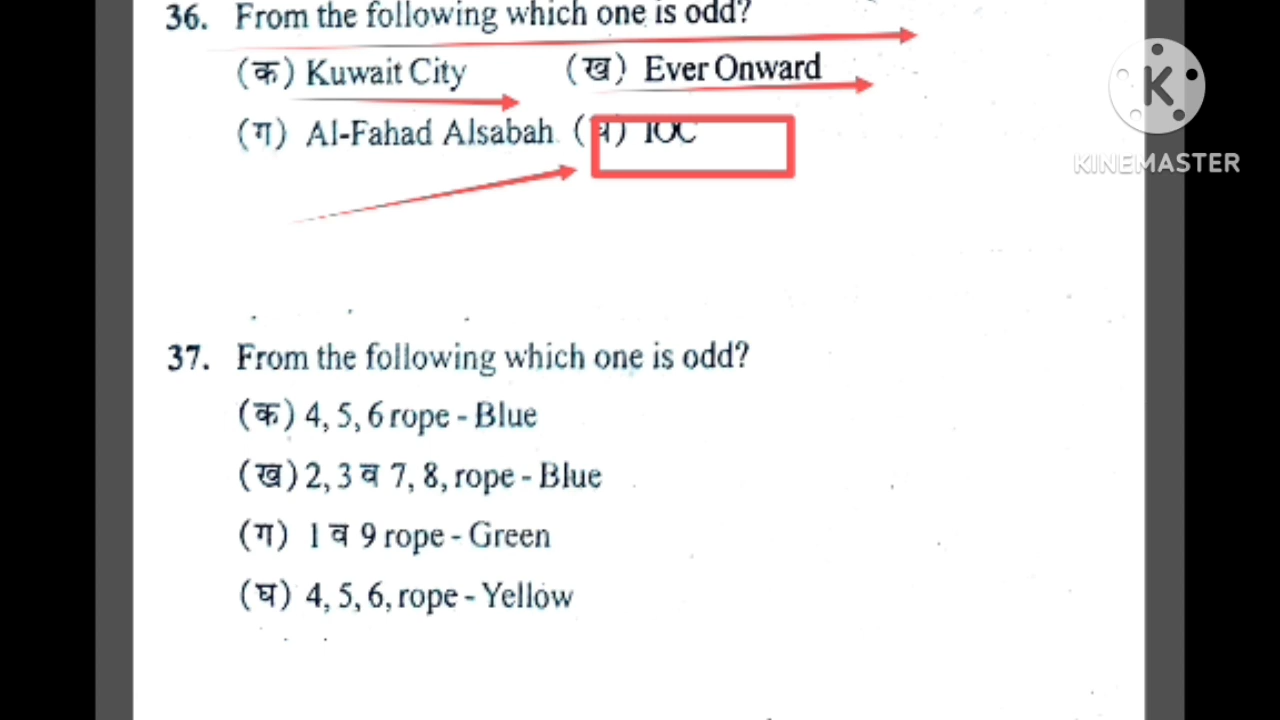 36. From the following which one is odd?
(क) Kuwait City (ख) Ever Onward
(ग) Al-Fahad Alsabah (घ) IOC
K
KINEMASTER
37. From the following which one is odd?
(क) 4, 5, 6 rope - Blue
(ख) 2, 3 व 7, 8, rope - Blue
(ग) 1 व 9 rope - Green
(घ) 4, 5, 6, rope - Yellow